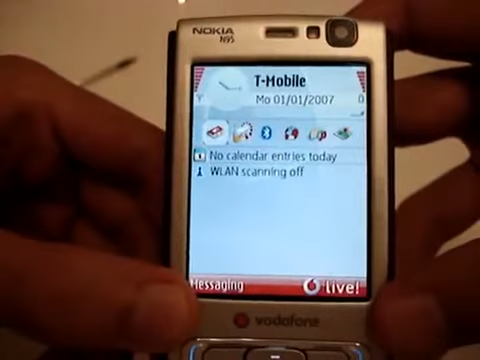 NOKIA
N95
T-Mobile
Mo 01/01/2007
No calendar entries today
WLAN scanning off
Messaging
live!
vodafone